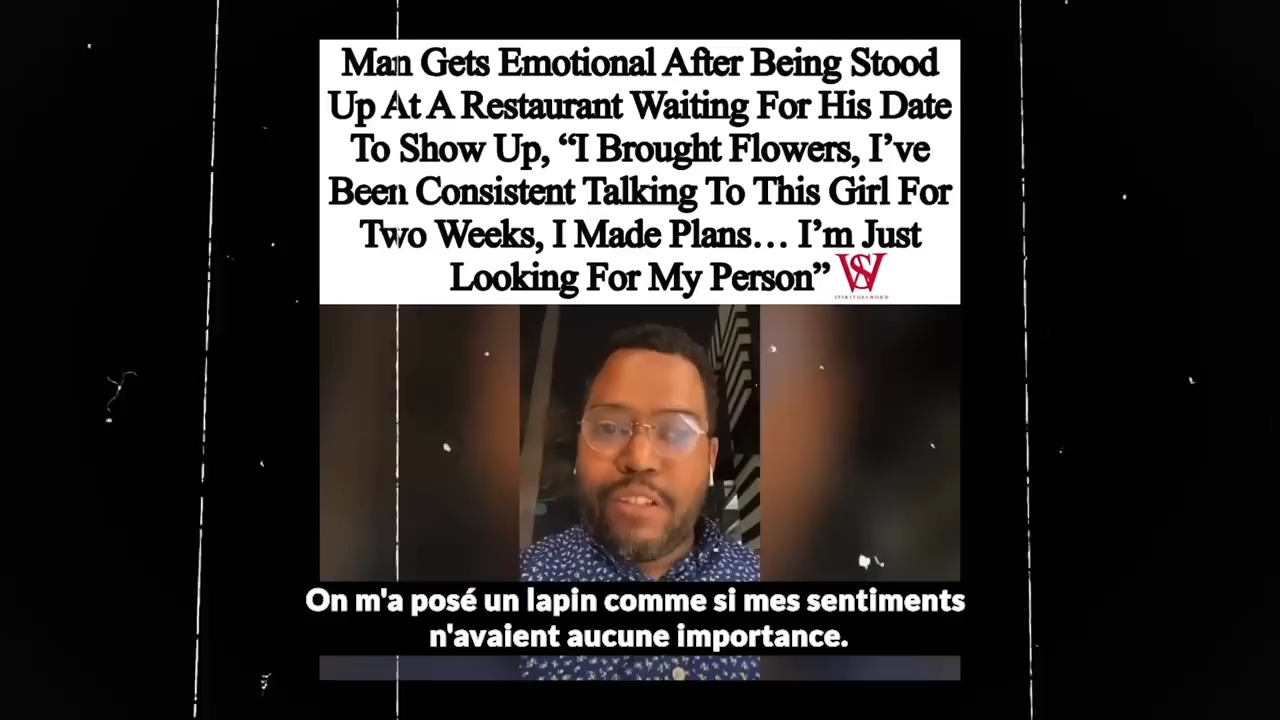 Man Gets Emotional After Being Stood
Up At A Restaurant Waiting For His Date
To Show Up, “I Brought Flowers, I’ve
Been Consistent Talking To This Girl For
Two Weeks, I Made Plans… I’m Just
Looking For My Person”
SPIRITUALWORD
On m'a posé un lapin comme si mes sentiments
n'avaient aucune importance.